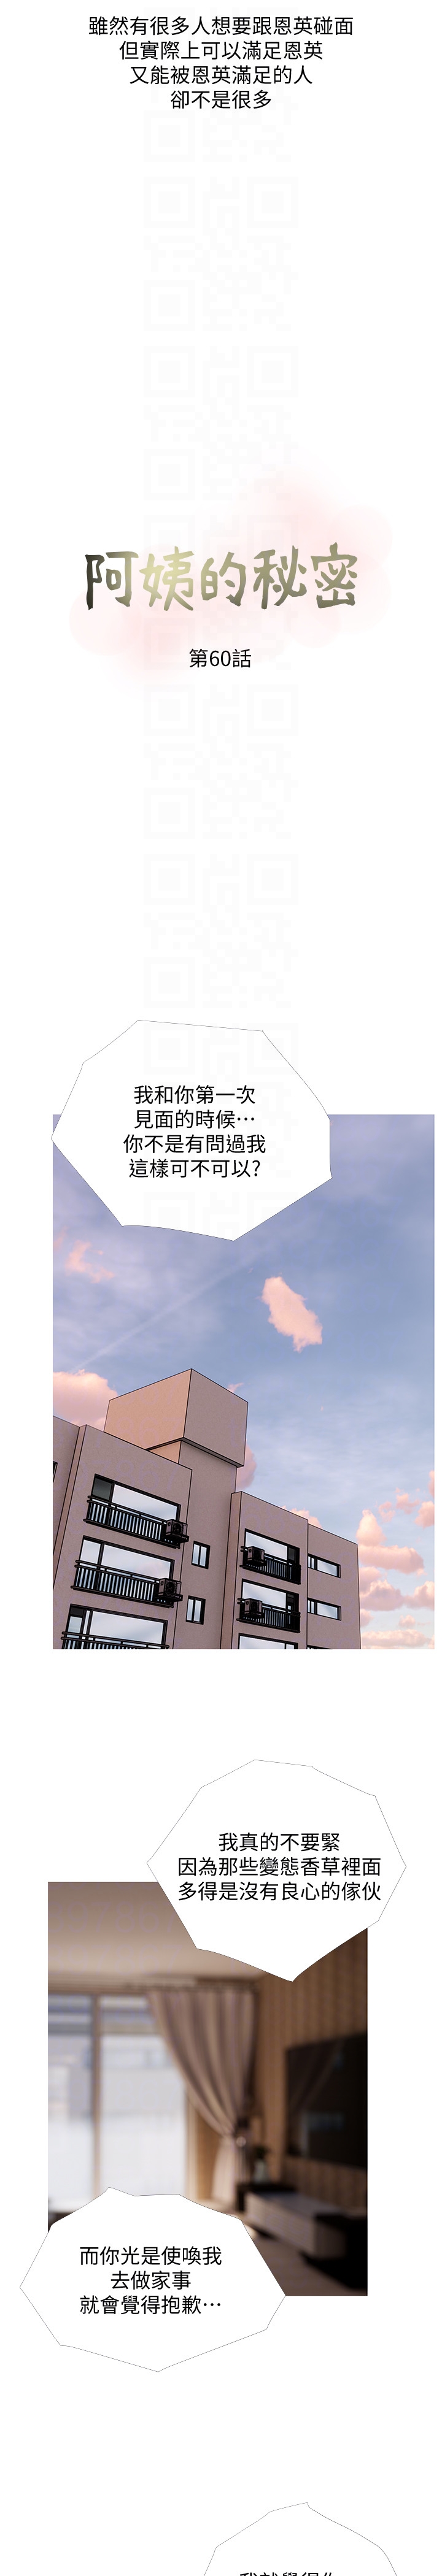 雖然有很多人想要跟恩英碰面
但實際上可以滿足恩英
又能被恩英滿足的人
卻不是很多
阿姨的秘密
第60話
我和你第一次
見面的時候⋯
你不是有問過我
這樣可不可以?
我真的不要緊
因為那些變態香草裡面
多得是沒有良心的傢伙
而你光是使喚我
去做家事
就會覺得抱歉⋯